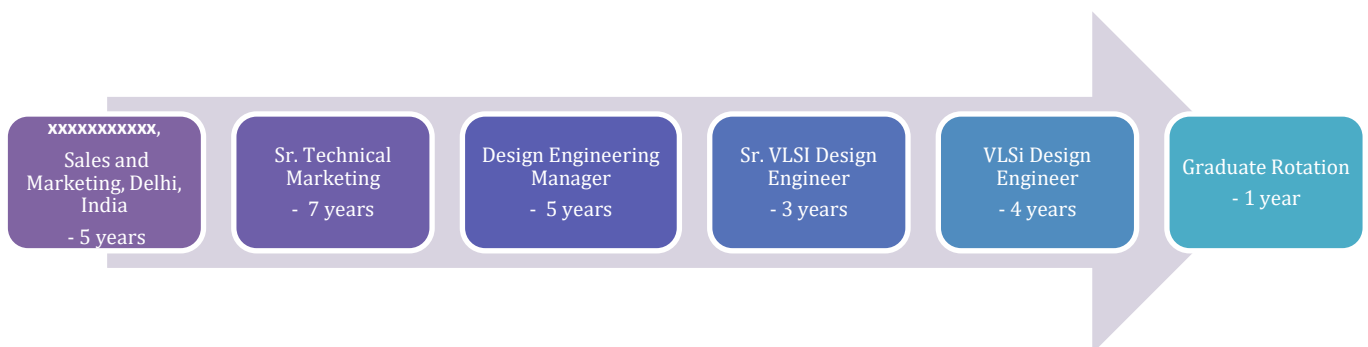 xxxxxxxxxxx,
Sales and
Marketing, Delhi,
India
- 5 years
Sr. Technical
Marketing
- 7 years
Design Engineering
Manager
- 5 years
Sr. VLSI Design
Engineer
- 3 years
VLSi Design
Engineer
- 4 years
Graduate Rotation
- 1 year